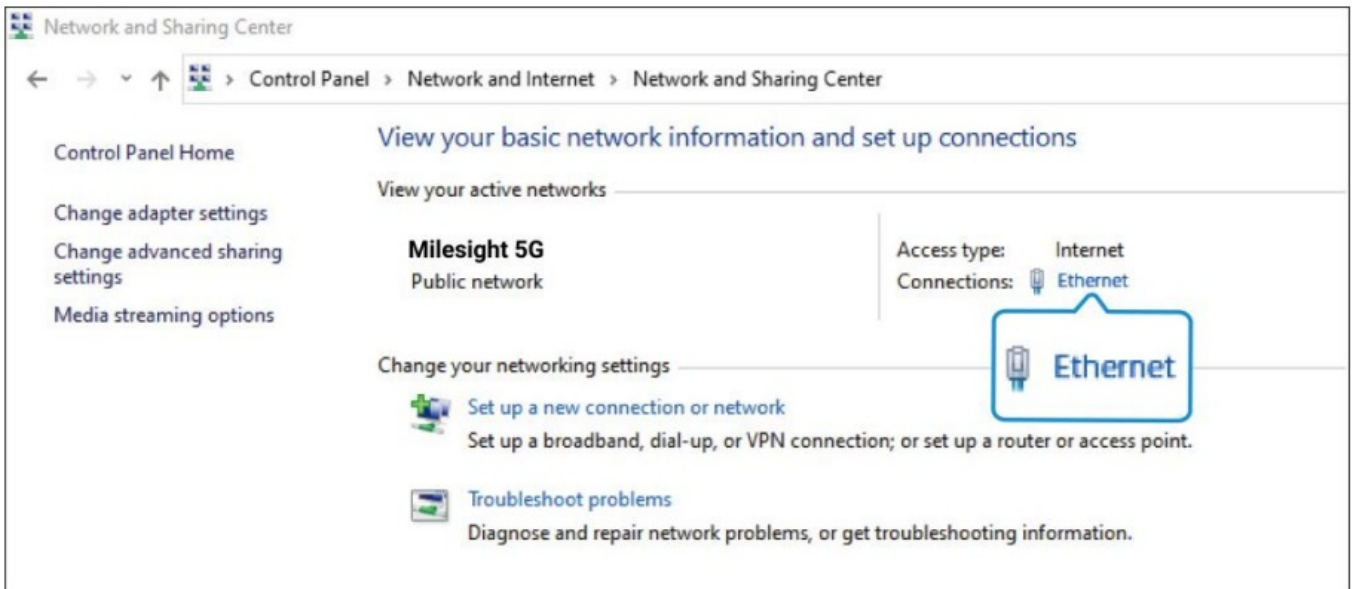 Network and Sharing Center
Control Panel > Network and Internet > Network and Sharing Center
Control Panel Home
Change adapter settings
Change advanced sharing
settings
Media streaming options
View your basic network information and set up connections
View your active networks
Milesight 5G
Public network
Access type: Internet
Connections: Ethernet
Ethernet
Change your networking settings
Set up a new connection or network
Set up a broadband, dial-up, or VPN connection; or set up a router or access point.
Troubleshoot problems
Diagnose and repair network problems, or get troubleshooting information.